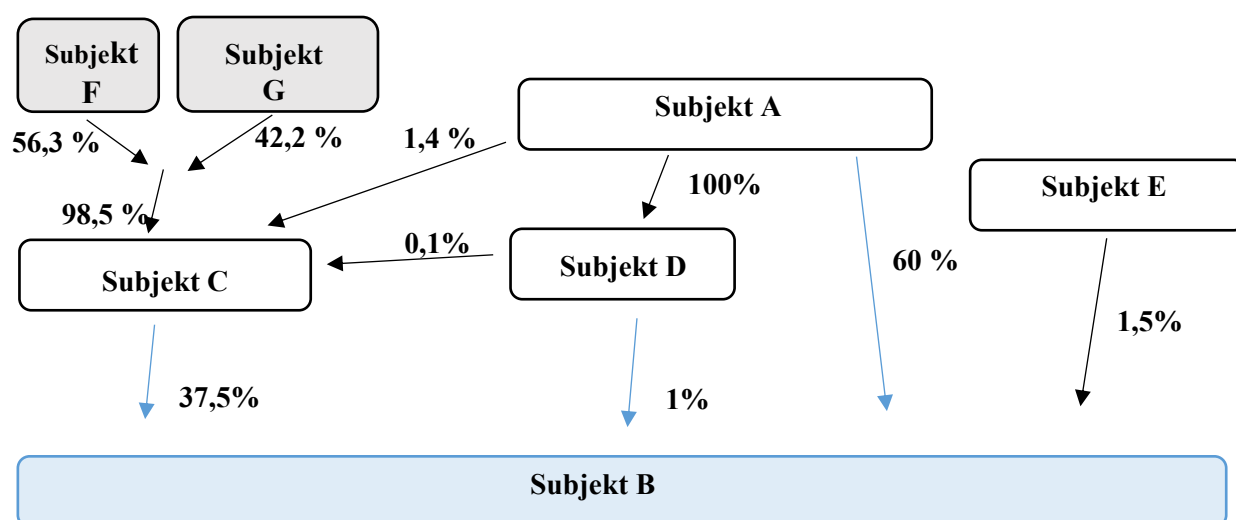 Subjekt
F
Subjekt
G
Subjekt A
56,3 %
42,2 %
1,4 %
100%
Subjekt E
98,5 %
0,1%
Subjekt C
Subjekt D
60 %
1,5%
37,5%
1%
Subjekt B